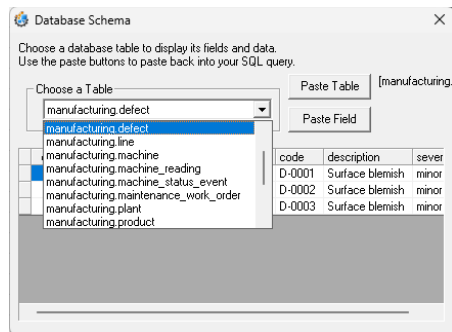 Database Schema
Choose a database table to display its fields and data.
Use the paste buttons to paste back into your SQL query.
Choose a Table
Paste Table
[manufacturing.
manufacturing.defect
Paste Field
manufacturing.defect
manufacturing.line
manufacturing.machine
manufacturing.machine_reading
manufacturing.machine_status_event
manufacturing.maintenance_work_order
manufacturing.plant
manufacturing.product
code description sever
D-0001 Surface blemish minor
D-0002 Surface blemish minor
D-0003 Surface blemish minor